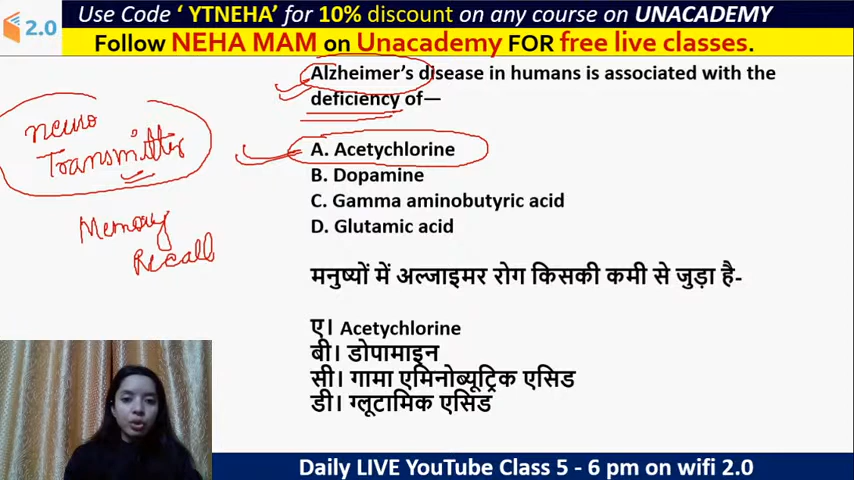 Use Code ‘ YTNEHA’ for 10% discount on any course on UNACADEMY
2.0
Follow NEHA MAM on Unacademy FOR free live classes.
Alzheimer’s disease in humans is associated with the
deficiency of—
neuro
Transmitter
A. Acetychlorine
B. Dopamine
C. Gamma aminobutyric acid
D. Glutamic acid
Memory
Recall
मनुष्यों में अल्जाइमर रोग किसकी कमी से जुड़ा है-
ए। Acetychlorine
बी। डोपामाइन
सी। गामा एमिनोब्यूट्रिक एसिड
डी। ग्लूटामिक एसिड
Daily LIVE YouTube Class 5 - 6 pm on wifi 2.0